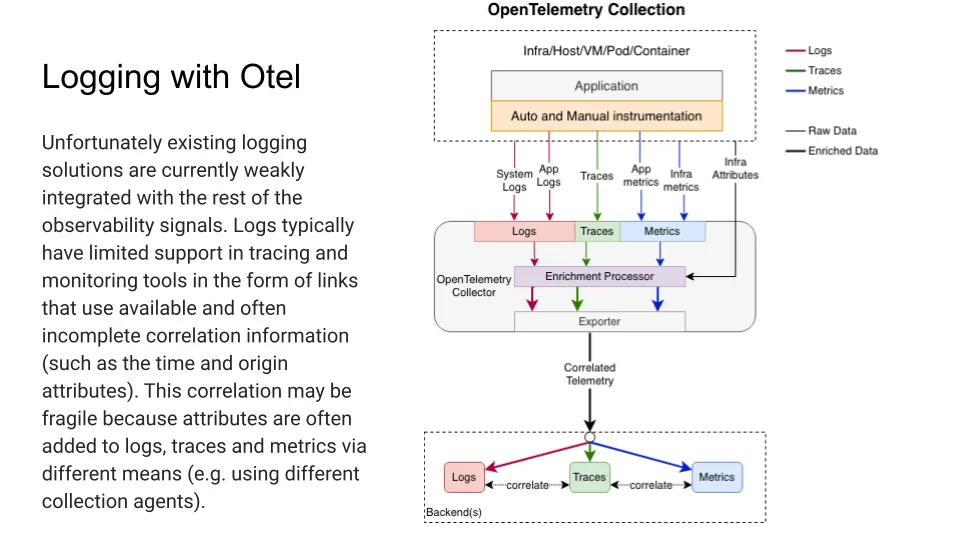 Logging with Otel
Unfortunately existing logging
solutions are currently weakly
integrated with the rest of the
observability signals. Logs typically
have limited support in tracing and
monitoring tools in the form of links
that use available and often
incomplete correlation information
(such as the time and origin
attributes). This correlation may be
fragile because attributes are often
added to logs, traces and metrics via
different means (e.g. using different
collection agents).
OpenTelemetry Collection
Infra/Host/VM/Pod/Container
Application
Auto and Manual instrumentation
Logs
Traces
Metrics
Raw Data
Enriched Data
System
Logs
App
Logs
Traces
App
metrics
Infra
metrics
Infra
Attributes
Logs
Traces
Metrics
Enrichment Processor
OpenTelemetry
Collector
Exporter
Correlated
Telemetry
Logs
correlate
Traces
correlate
Metrics
Backend(s)